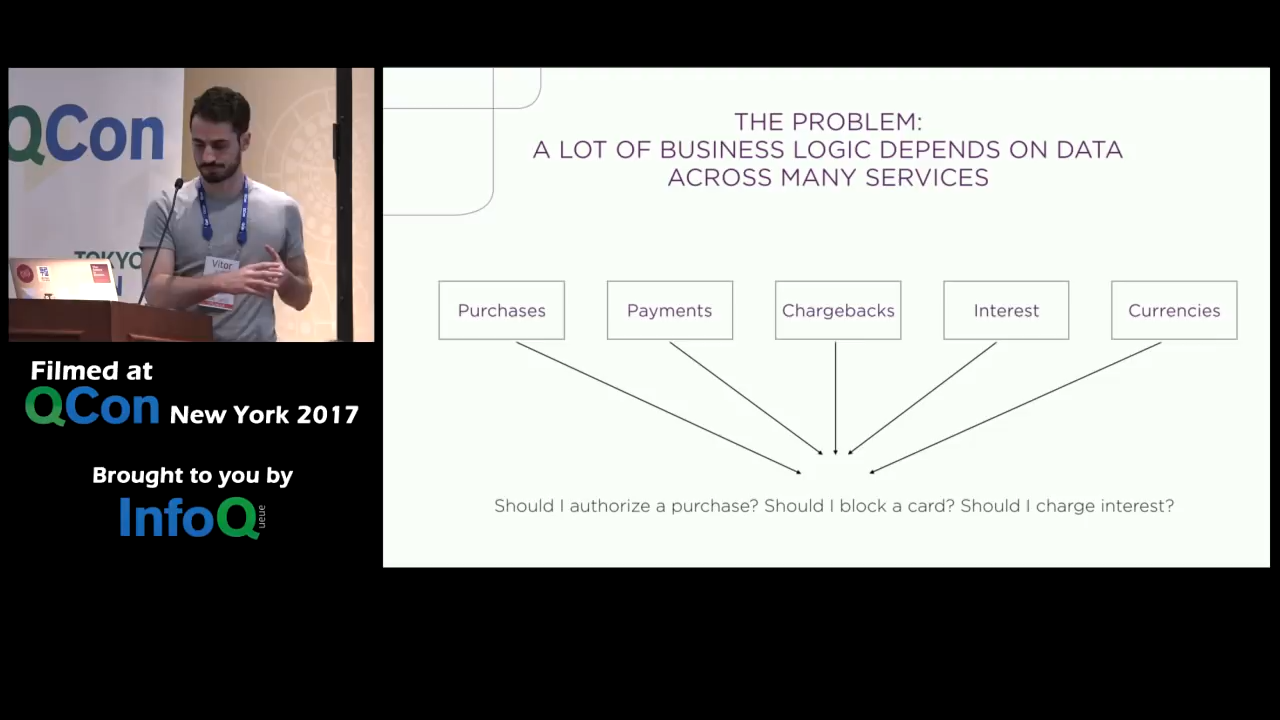 QCon
TOKYO
Vitor
Filmed at
QCon New York 2017
Brought to you by
InfoQueue
THE PROBLEM:
A LOT OF BUSINESS LOGIC DEPENDS ON DATA
ACROSS MANY SERVICES
Purchases
Payments
Chargebacks
Interest
Currencies
Should I authorize a purchase? Should I block a card? Should I charge interest?